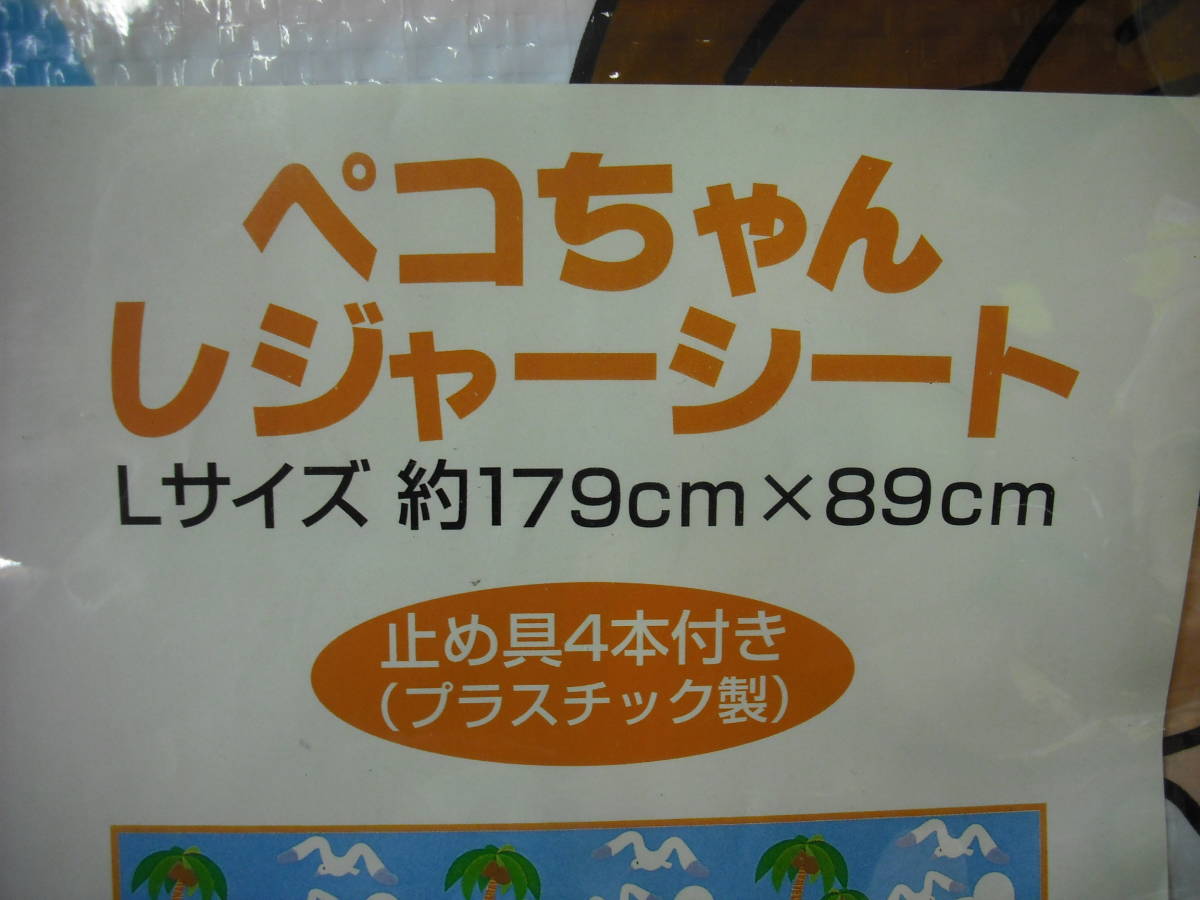 ペコちゃん
レジャーシート
Lサイズ 約179cm×89cm
止め具4本付き
(プラスチック製)